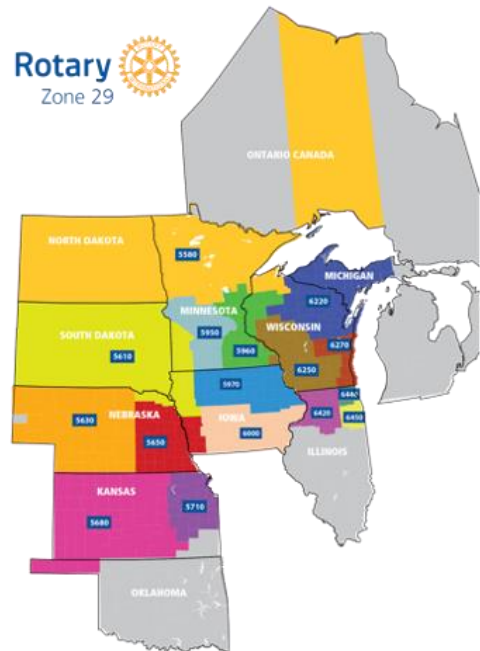 Rotary
Zone 29
ONTARIO CANADA
NORTH DAKOTA
5580
MICHIGAN
6220
MINNESOTA
5950
WISCONSIN
SOUTH DAKOTA
5610
5960
6270
6250
5970
NEBRASKA
5630
5650
IOWA
6000
6420
6450
ILLINOIS
KANSAS
5680
5710
OKLAHOMA